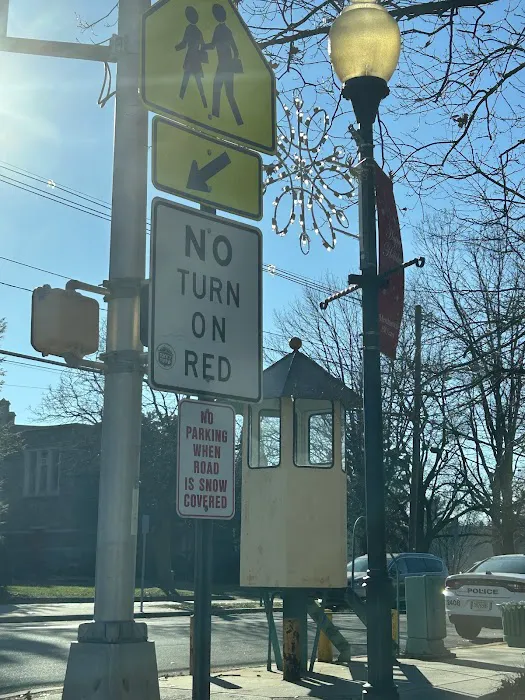 NO
TURN
ON
RED
NO
PARKING
WHEN
ROAD
IS SNOW
COVERED
POLICE